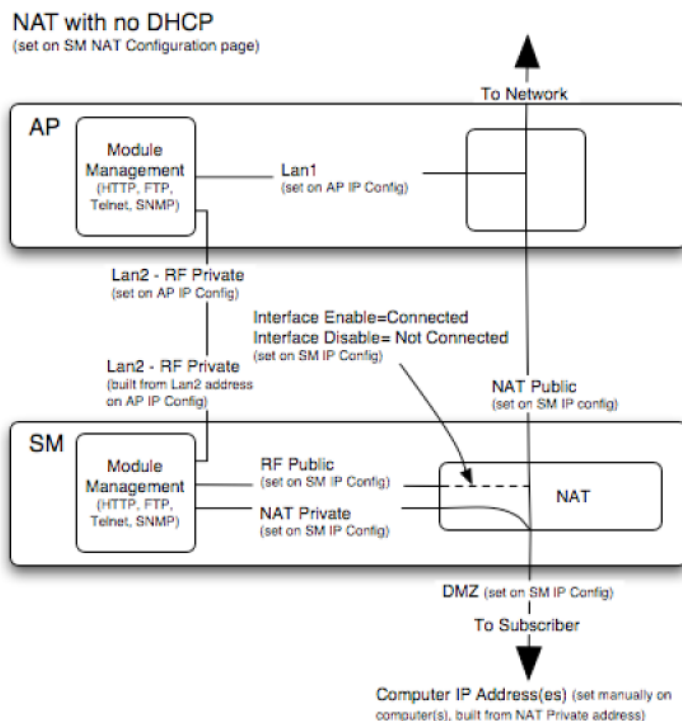 NAT with no DHCP
(set on SM NAT Configuration page)
To Network
AP
Module
Management
(HTTP, FTP,
Telnet, SNMP)
Lan1
(set on AP IP Config)
Lan2 - RF Private
(set on AP IP Config)
Interface Enable=Connected
Interface Disable= Not Connected
(set on SM IP Config)
Lan2 - RF Private
(built from Lan2 address
on AP IP Config)
NAT Public
(set on SM IP config)
SM
Module
Management
(HTTP, FTP,
Telnet, SNMP)
RF Public
(set on SM IP Config)
NAT Private
(set on SM IP Config)
NAT
DMZ (set on SM IP Config)
To Subscriber
Computer IP Address(es) (set manually on
computer(s), built from NAT Private address)